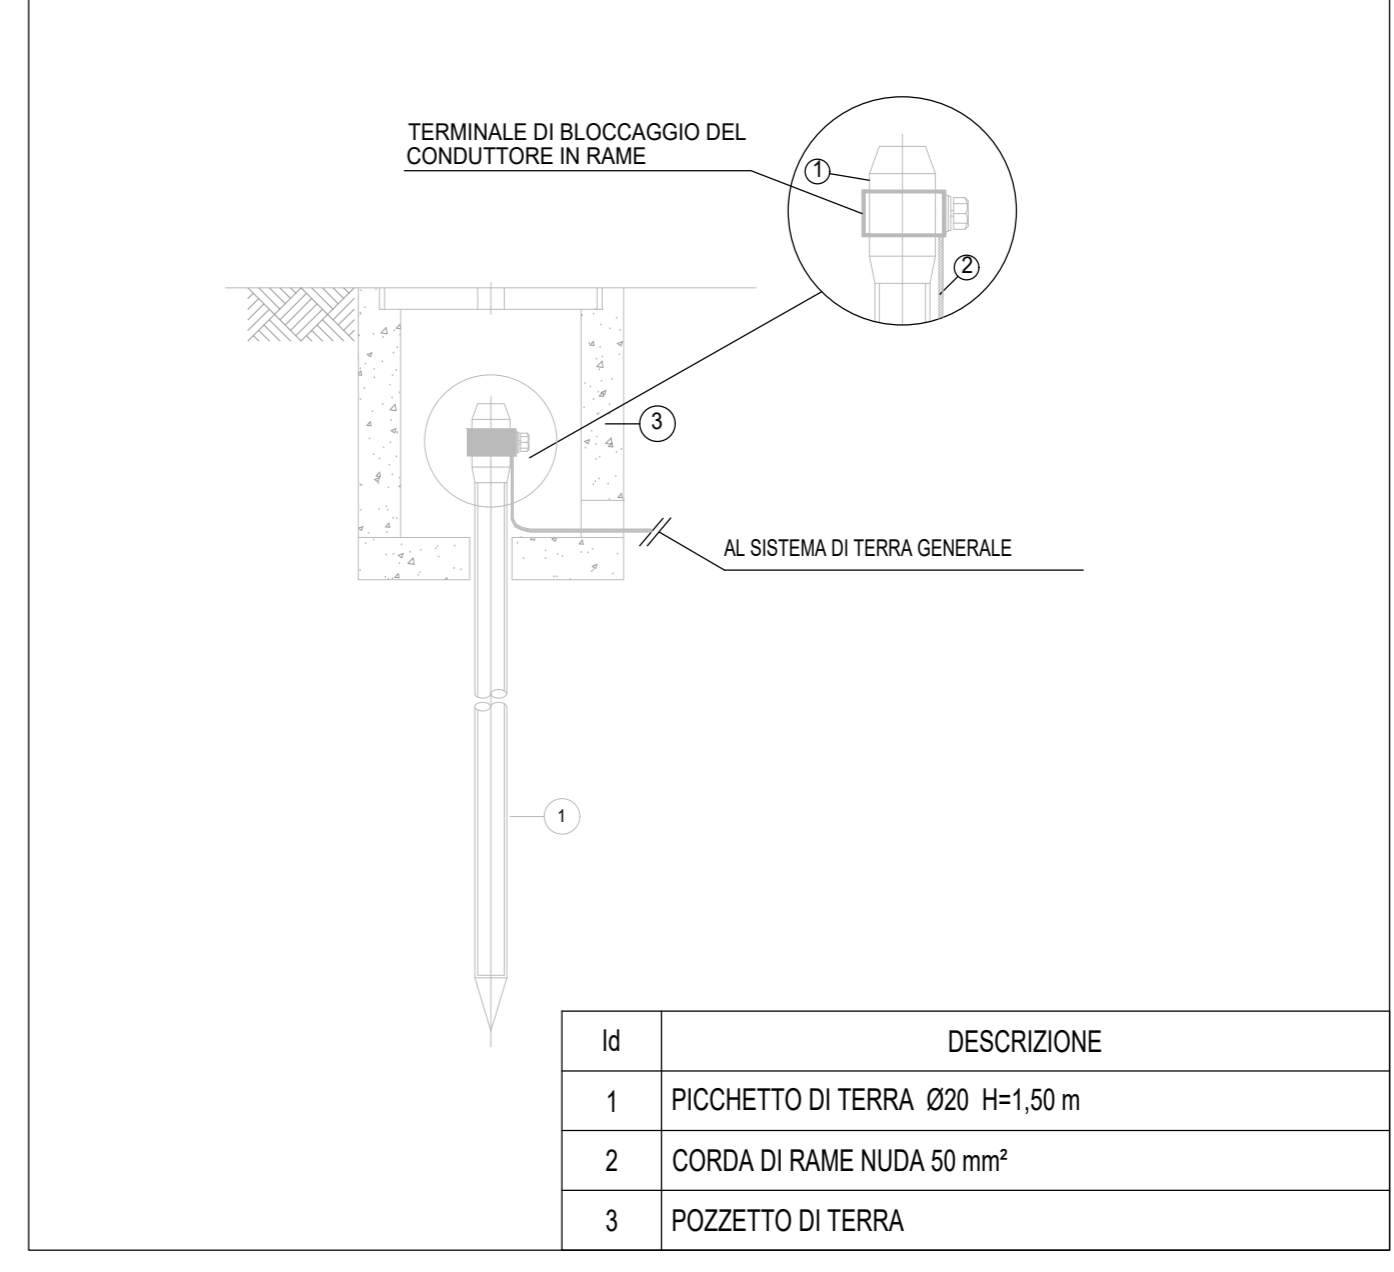 TERMINALE DI BLOCCAGGIO DEL
CONDUTTORE IN RAME
1
2
3
AL SISTEMA DI TERRA GENERALE
1
Id DESCRIZIONE
1 PICCHETTO DI TERRA Ø20 H=1,50 m
2 CORDA DI RAME NUDA 50 mm²
3 POZZETTO DI TERRA